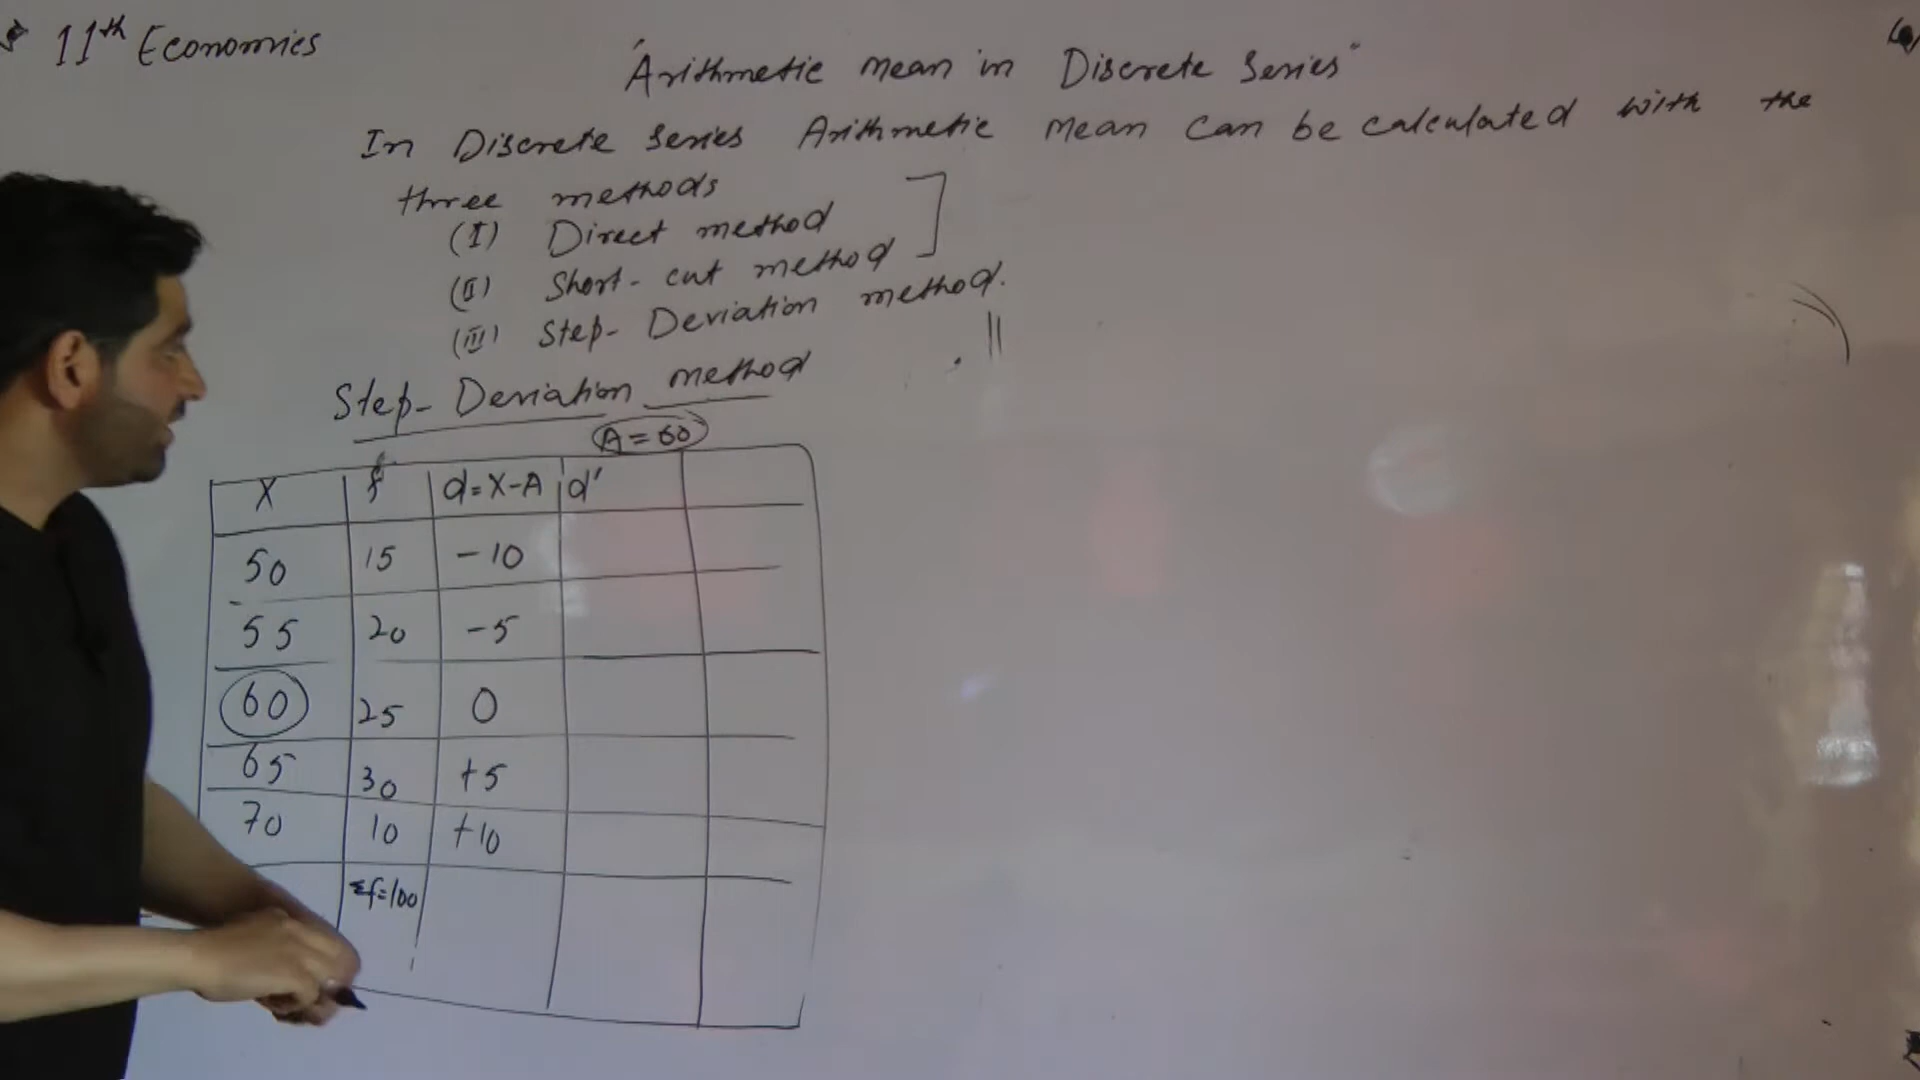 11th Economics
"Arithmetic mean in Discrete Series"
In Discrete Series Arithmetic mean can be calculated with the
three methods
(I) Direct method
(II) Short-cut method
(III) Step-Deviation method.
Step-Deviation method
A = 60
X f d=X-A d'
50 15 -10
55 20 -5
60 25 0
65 30 +5
70 10 +10
Σf=100